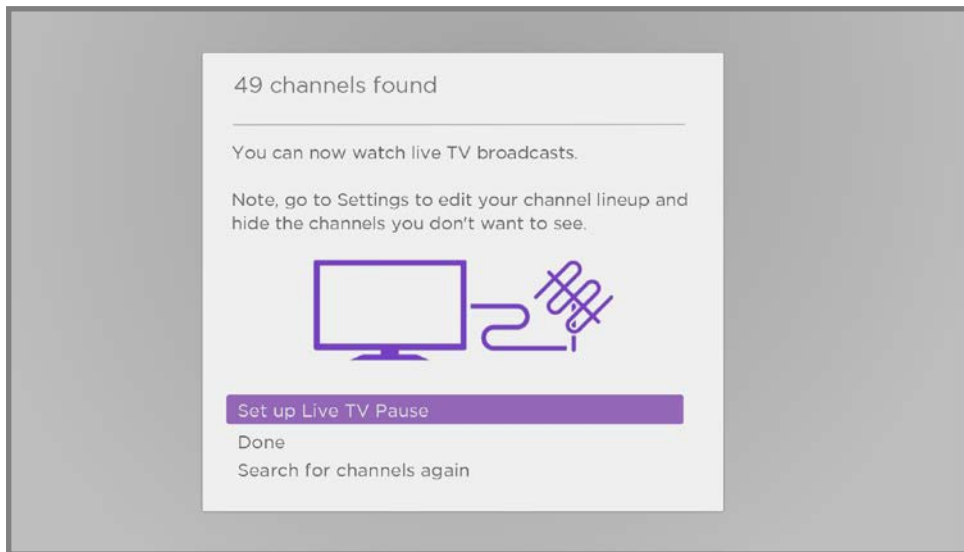 49 channels found
You can now watch live TV broadcasts.
Note, go to Settings to edit your channel lineup and
hide the channels you don't want to see.
Set up Live TV Pause
Done
Search for channels again